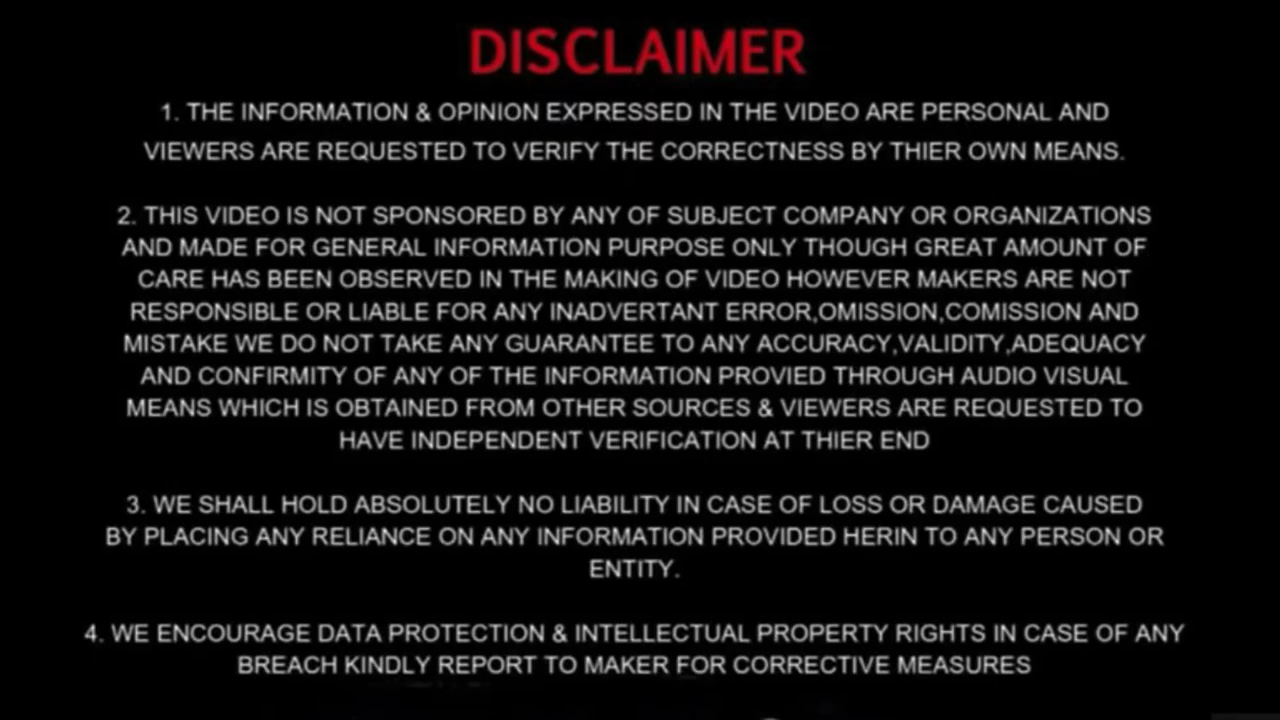 DISCLAIMER
1. THE INFORMATION & OPINION EXPRESSED IN THE VIDEO ARE PERSONAL AND
VIEWERS ARE REQUESTED TO VERIFY THE CORRECTNESS BY THIER OWN MEANS.
2. THIS VIDEO IS NOT SPONSORED BY ANY OF SUBJECT COMPANY OR ORGANIZATIONS
AND MADE FOR GENERAL INFORMATION PURPOSE ONLY THOUGH GREAT AMOUNT OF
CARE HAS BEEN OBSERVED IN THE MAKING OF VIDEO HOWEVER MAKERS ARE NOT
RESPONSIBLE OR LIABLE FOR ANY INADVERTANT ERROR,OMISSION,COMISSION AND
MISTAKE WE DO NOT TAKE ANY GUARANTEE TO ANY ACCURACY,VALIDITY,ADEQUACY
AND CONFIRMITY OF ANY OF THE INFORMATION PROVIED THROUGH AUDIO VISUAL
MEANS WHICH IS OBTAINED FROM OTHER SOURCES & VIEWERS ARE REQUESTED TO
HAVE INDEPENDENT VERIFICATION AT THIER END
3. WE SHALL HOLD ABSOLUTELY NO LIABILITY IN CASE OF LOSS OR DAMAGE CAUSED
BY PLACING ANY RELIANCE ON ANY INFORMATION PROVIDED HERIN TO ANY PERSON OR
ENTITY.
4. WE ENCOURAGE DATA PROTECTION & INTELLECTUAL PROPERTY RIGHTS IN CASE OF ANY
BREACH KINDLY REPORT TO MAKER FOR CORRECTIVE MEASURES